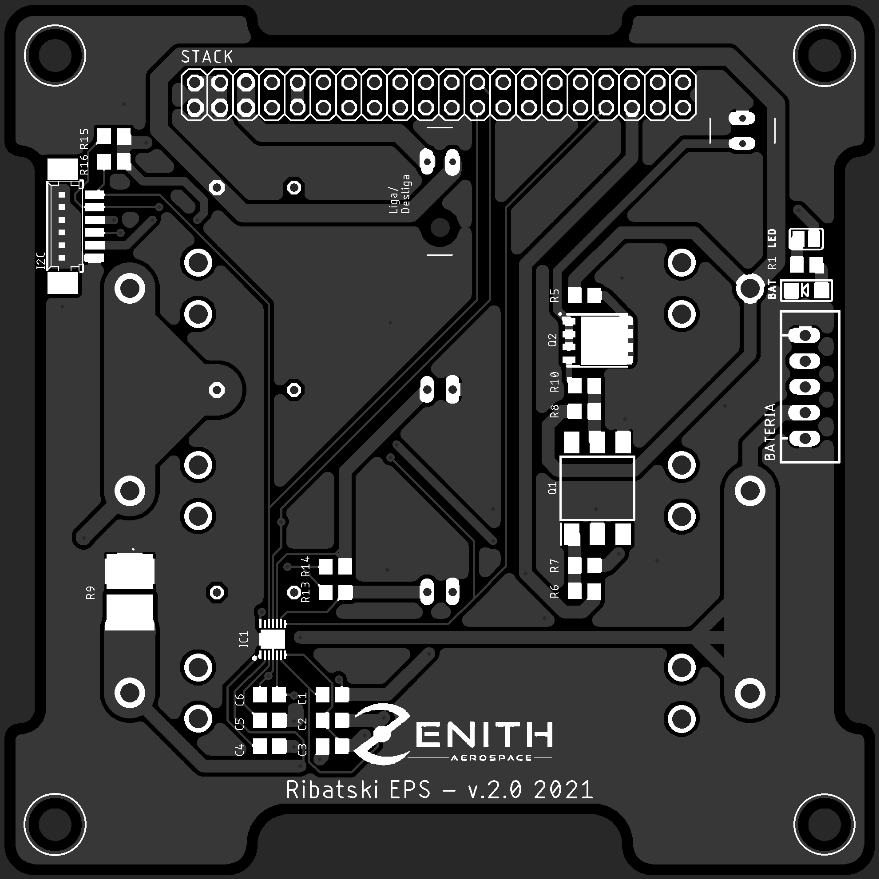 STACK
R15
R16
I2C
Liga/
Desliga
LED
R1
BAT
R5
Q2
R10
R8
BATERIA
Q1
R14
R13
R7
R6
R9
IC1
C6
C1
C5
C2
C4
C3
ZENITH
AEROSPACE
Ribatski EPS – v.2.0 2021